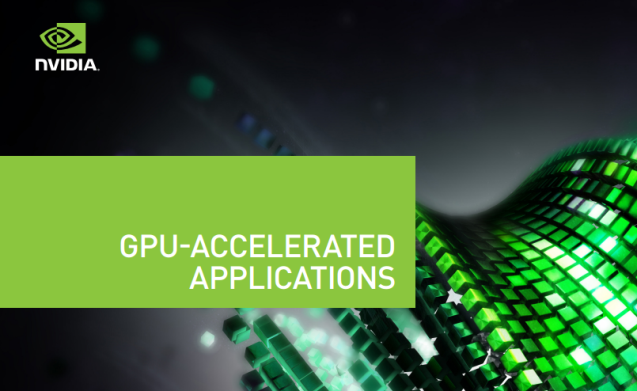 NVIDIA.
GPU-ACCELERATED
APPLICATIONS